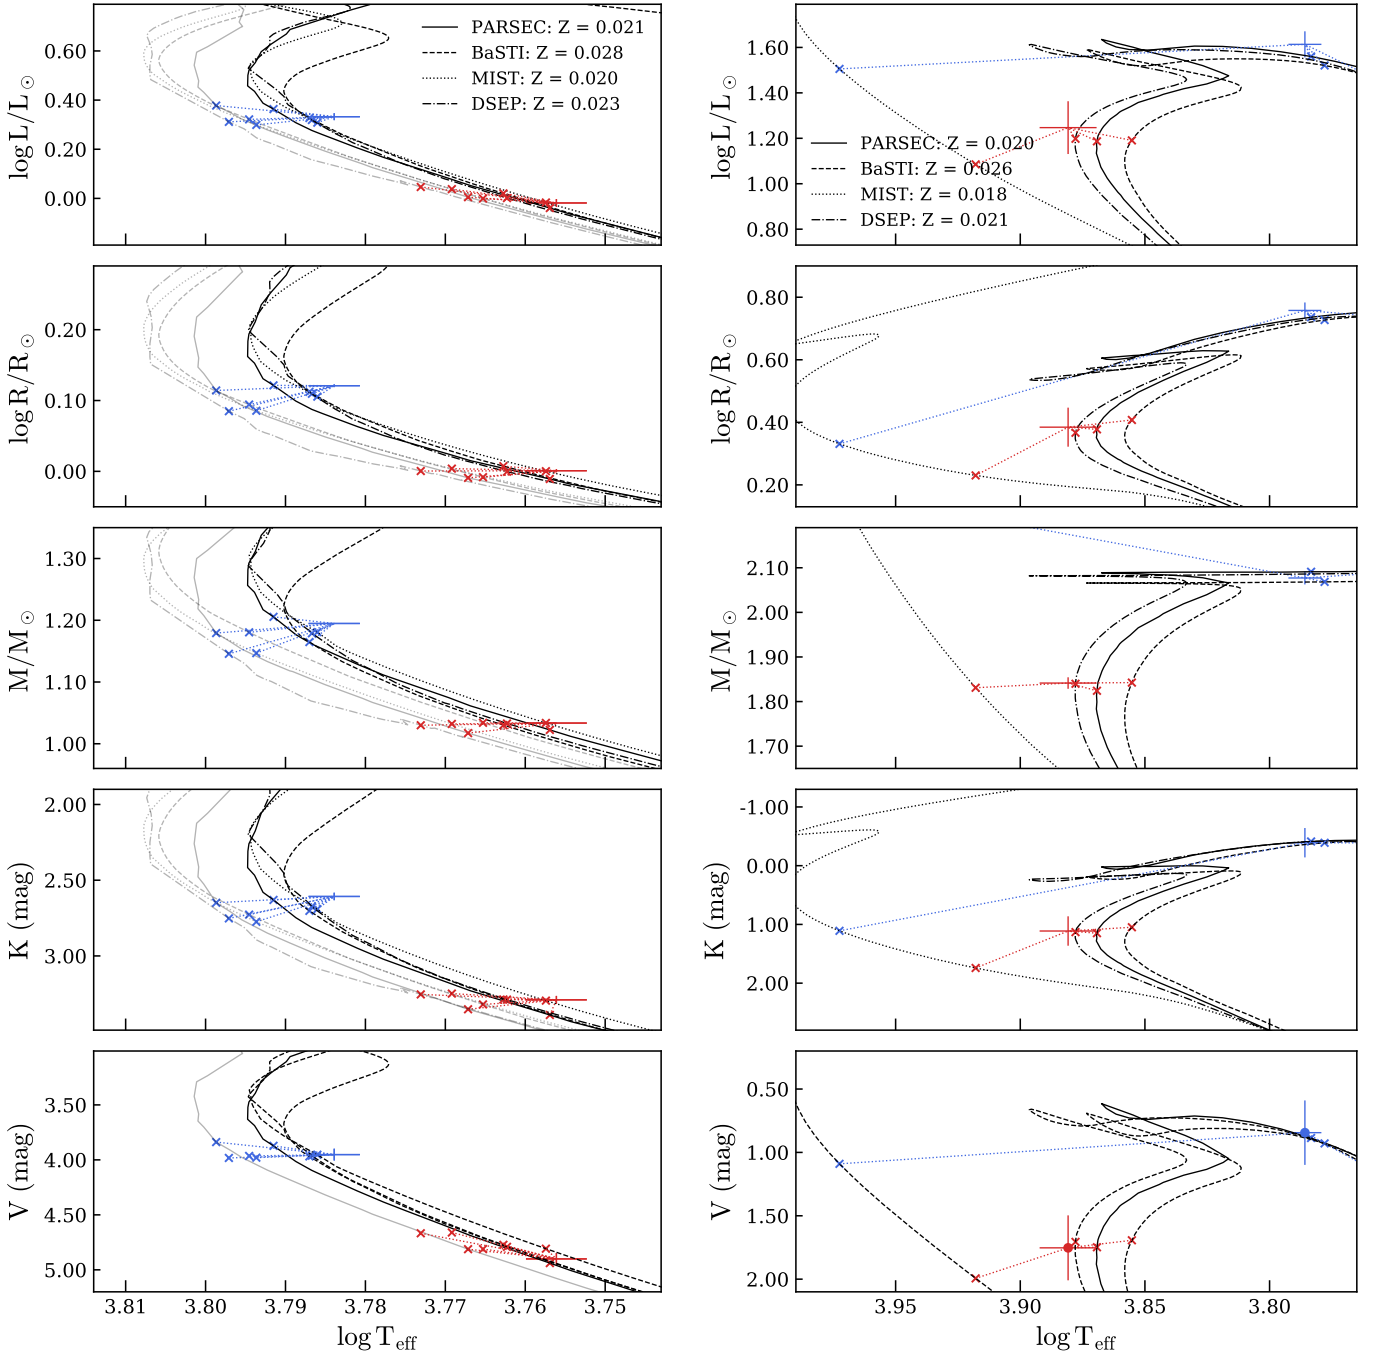 log L/L⊙
0.60
0.40
0.20
0.00
PARSEC: Z = 0.021
BaSTI: Z = 0.028
MIST: Z = 0.020
DSEP: Z = 0.023
log L/L⊙
1.60
1.40
1.20
1.00
0.80
PARSEC: Z = 0.020
BaSTI: Z = 0.026
MIST: Z = 0.018
DSEP: Z = 0.021
log R/R⊙
0.20
0.10
0.00
log R/R⊙
0.80
0.60
0.40
0.20
M/M⊙
1.30
1.20
1.10
1.00
M/M⊙
2.10
2.00
1.90
1.80
1.70
K (mag)
2.00
2.50
3.00
K (mag)
-1.00
0.00
1.00
2.00
V (mag)
3.50
4.00
4.50
5.00
V (mag)
0.50
1.00
1.50
2.00
3.81 3.80 3.79 3.78 3.77 3.76 3.75
log Teff
3.95 3.90 3.85 3.80
log Teff